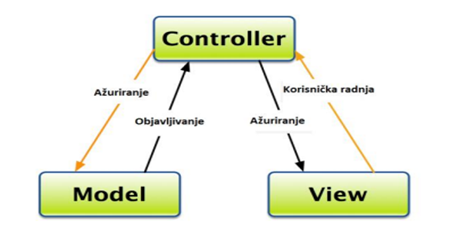 Controller
Ažuriranje
Korisnička radnja
Objavljivanje
Ažuriranje
Model
View